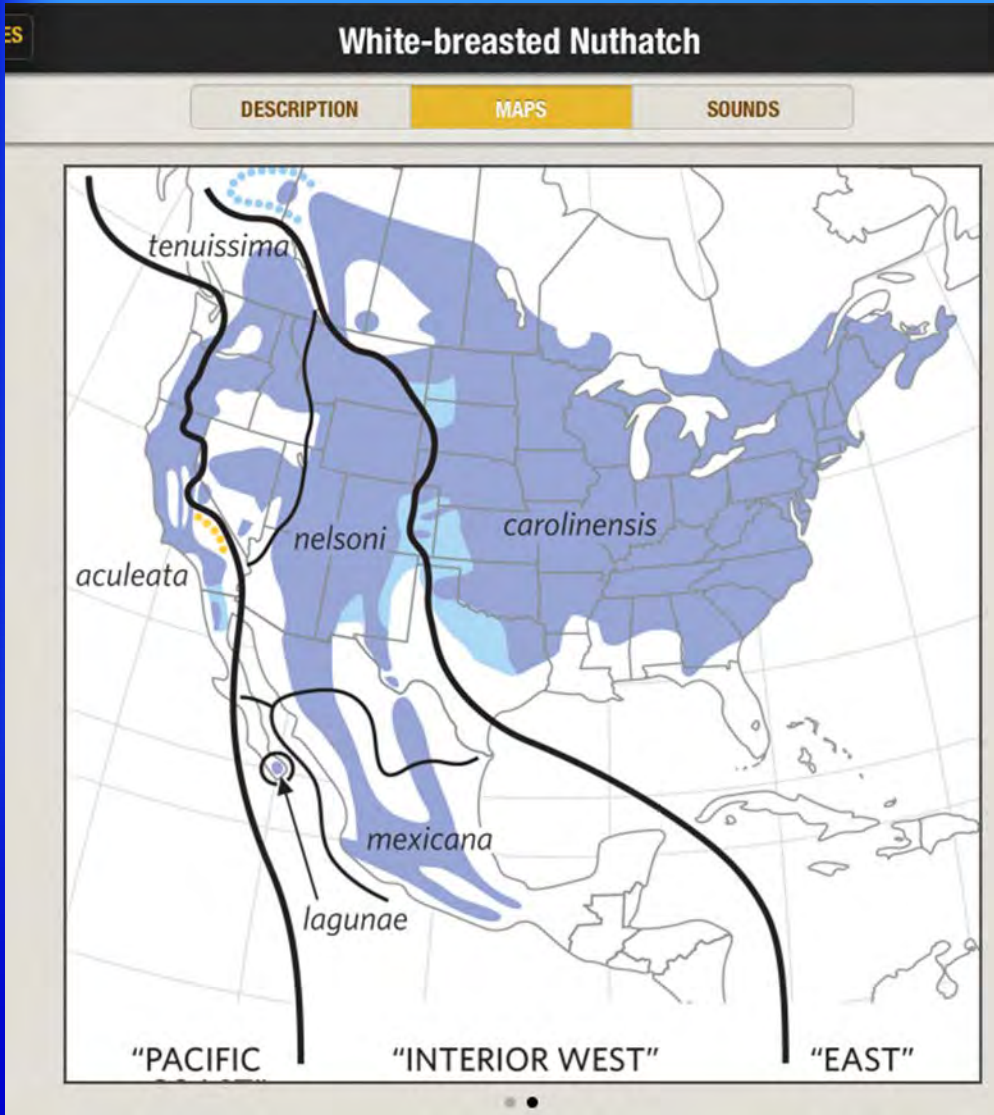 ES
White-breasted Nuthatch
DESCRIPTION MAPS SOUNDS
tenuissima
nelsoni
carolinensis
aculeata
mexicana
lagunae
“PACIFIC “INTERIOR WEST” “EAST”